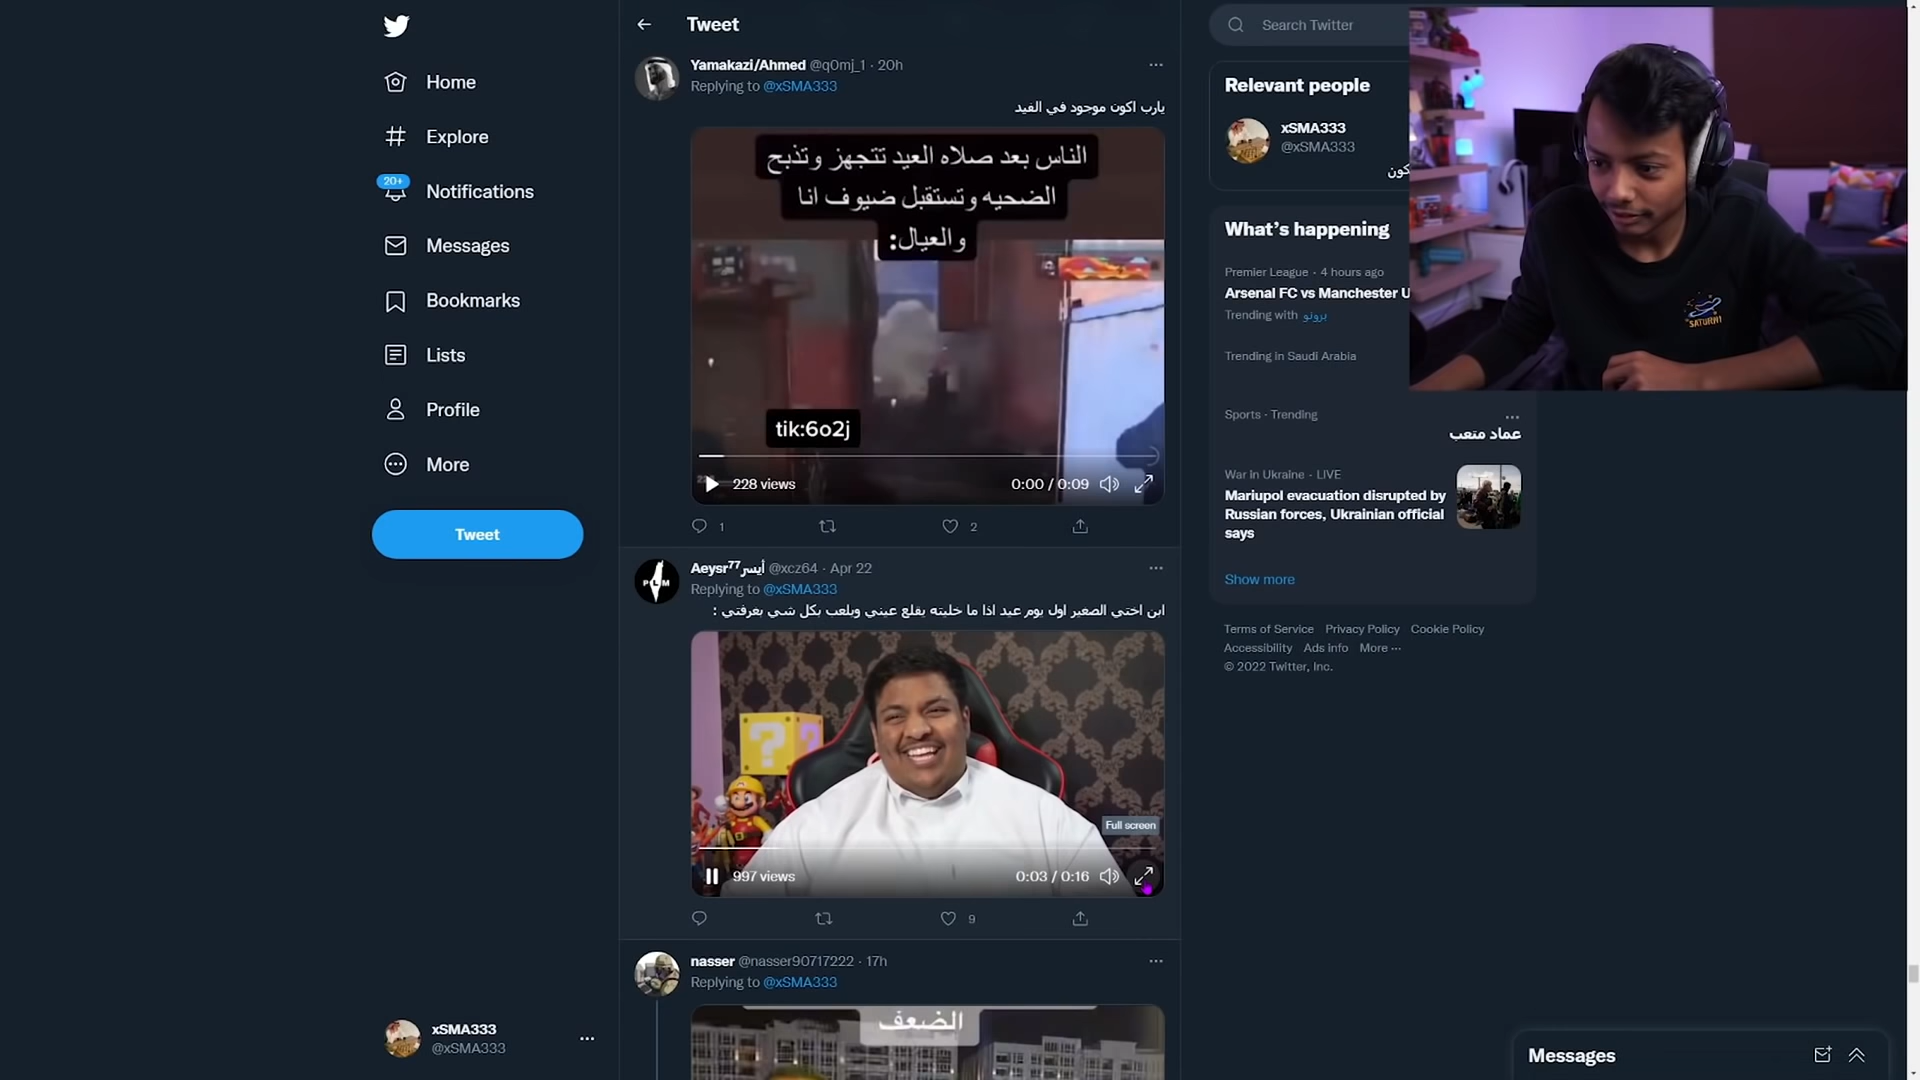 Home
Explore
20+
Notifications
Messages
Bookmarks
Lists
Profile
More
Tweet
xSMA333
@xSMA333
Tweet
Yamakazi/Ahmed @q0mj_1 · 20h
Replying to @xSMA333
يارب اكون موجود في الفيد
الناس بعد صلاه العيد تتجهز وتذبح
الضحيه وتستقبل ضيوف انا
والعيال:
tik:6o2j
228 views
0:00 / 0:09
1
2
Aeysr⁷⁷أيسر @xcz64 · Apr 22
Replying to @xSMA333
ابن اختي الصغير اول يوم عيد اذا ما خليته يقلع عيني ويلعب بكل شي بغرفتي :
Full screen
997 views
0:03 / 0:16
9
nasser @nasser90717222 · 17h
Replying to @xSMA333
الضعف
Search Twitter
Relevant people
xSMA333
@xSMA333
كون
What's happening
Premier League · 4 hours ago
Arsenal FC vs Manchester U
Trending with برونو
Trending in Saudi Arabia
Sports · Trending
عماد متعب
War in Ukraine · LIVE
Mariupol evacuation disrupted by
Russian forces, Ukrainian official
says
Show more
Terms of Service Privacy Policy Cookie Policy
Accessibility Ads info More ···
© 2022 Twitter, Inc.
SATURN1
Messages